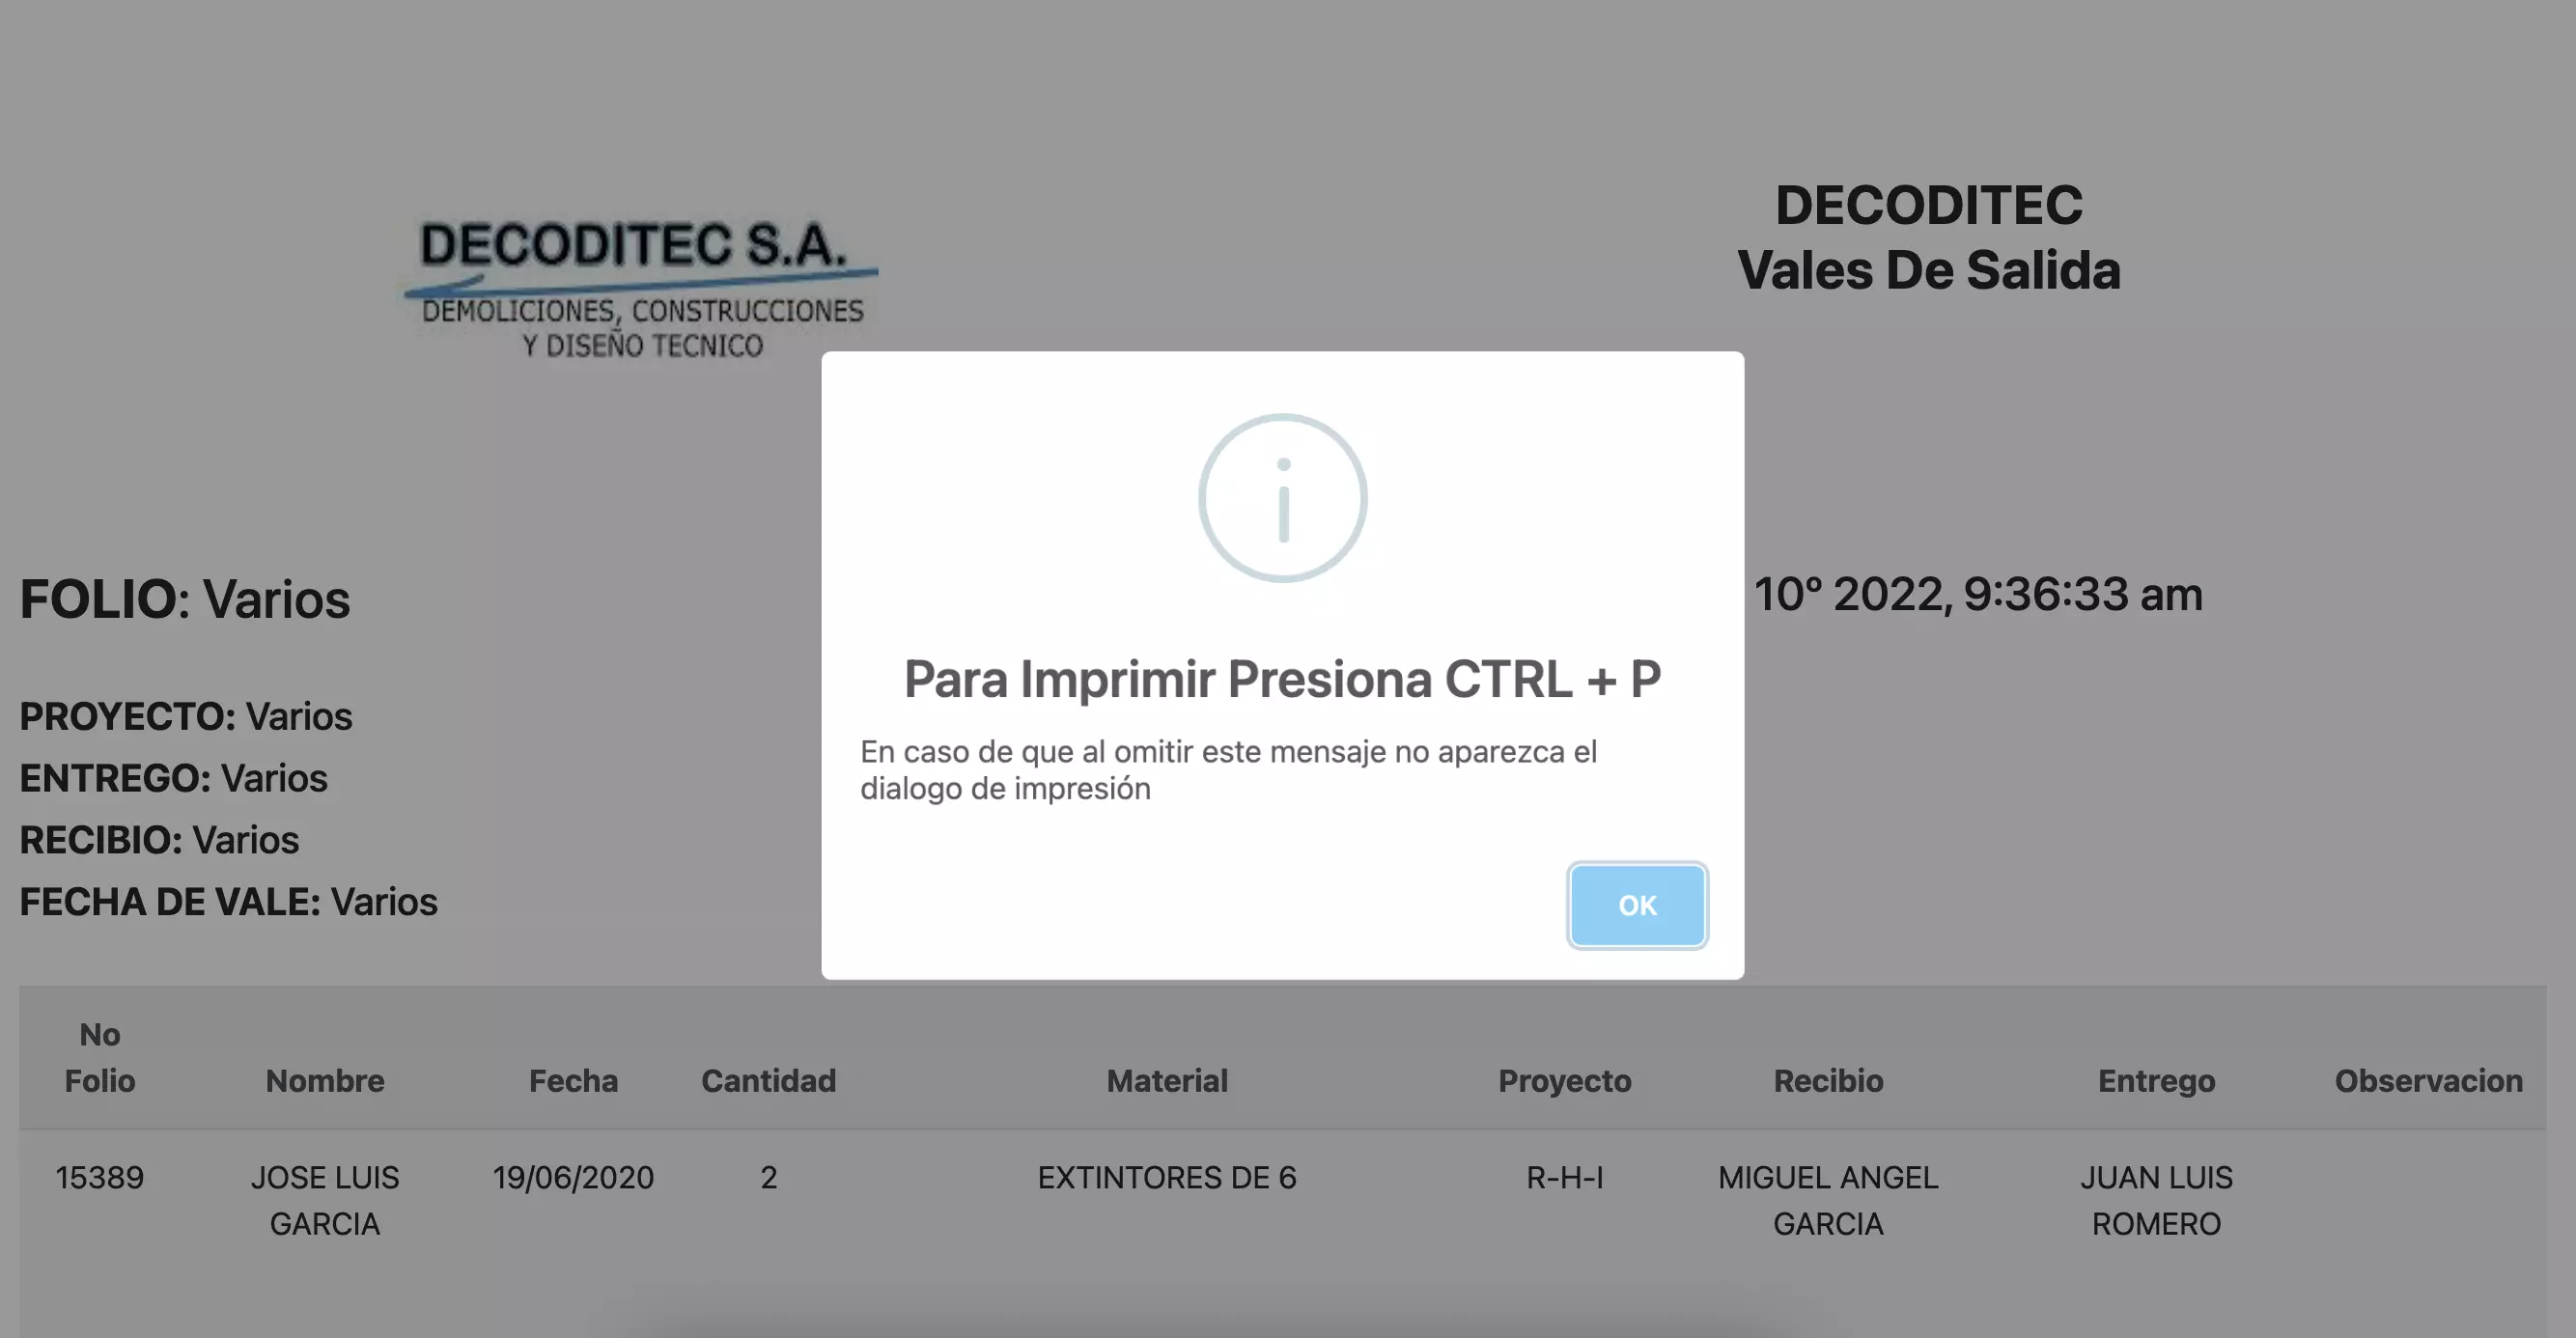 DECODITEC S.A.
DEMOLICIONES, CONSTRUCCIONES
Y DISEÑO TECNICO
DECODITEC
Vales De Salida
FOLIO: Varios
10º 2022, 9:36:33 am
PROYECTO: Varios
ENTREGO: Varios
RECIBIO: Varios
FECHA DE VALE: Varios
Para Imprimir Presiona CTRL + P
En caso de que al omitir este mensaje no aparezca el
dialogo de impresión
OK
No
Folio Nombre Fecha Cantidad Material Proyecto Recibio Entrego Observacion
15389 JOSE LUIS 19/06/2020 2 EXTINTORES DE 6 R-H-I MIGUEL ANGEL JUAN LUIS
GARCIA GARCIA ROMERO